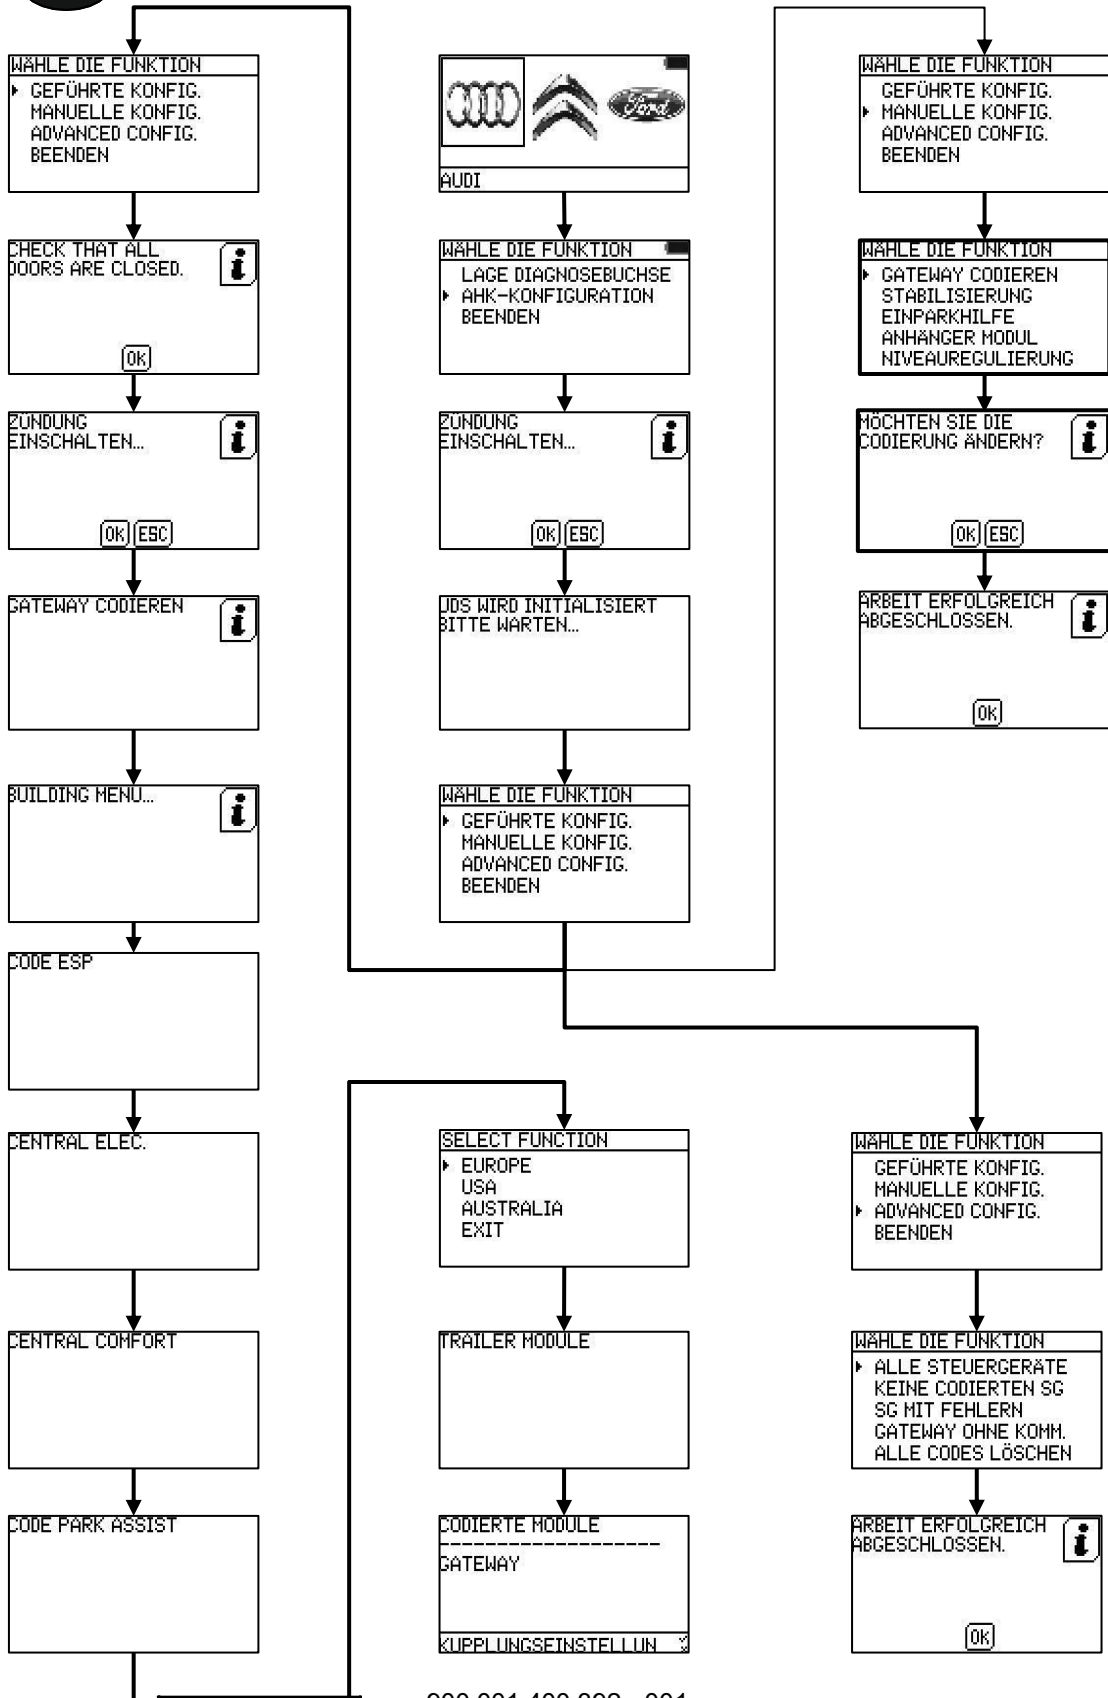 WÄHLE DIE FUNKTION
GEFÜHRTE KONFIG.
MANUELLE KONFIG.
ADVANCED CONFIG.
BEENDEN
CHECK THAT ALL
DOORS ARE CLOSED.
i
OK
ZÜNDUNG
EINSCHALTEN...
i
OK ESC
GATEWAY CODIEREN
i
BUILDING MENU...
i
CODE ESP
CENTRAL ELEC.
CENTRAL COMFORT
CODE PARK ASSIST
Ford
AUDI
WÄHLE DIE FUNKTION
LAGE DIAGNOSEBUCHSE
AHK-KONFIGURATION
BEENDEN
ZÜNDUNG
EINSCHALTEN...
i
OK ESC
UDS WIRD INITIALISIERT
BITTE WARTEN...
WÄHLE DIE FUNKTION
GEFÜHRTE KONFIG.
MANUELLE KONFIG.
ADVANCED CONFIG.
BEENDEN
SELECT FUNCTION
EUROPE
USA
AUSTRALIA
EXIT
TRAILER MODULE
CODIERTE MODULE
--------------------
GATEWAY
KUPPLUNGSEINSTELLUN
WÄHLE DIE FUNKTION
GEFÜHRTE KONFIG.
MANUELLE KONFIG.
ADVANCED CONFIG.
BEENDEN
WÄHLE DIE FUNKTION
GATEWAY CODIEREN
STABILISIERUNG
EINPARKHILFE
ANHÄNGER MODUL
NIVEAUREGULIERUNG
MÖCHTEN SIE DIE
CODIERUNG ÄNDERN?
i
OK ESC
ARBEIT ERFOLGREICH
ABGESCHLOSSEN.
i
OK
WÄHLE DIE FUNKTION
GEFÜHRTE KONFIG.
MANUELLE KONFIG.
ADVANCED CONFIG.
BEENDEN
WÄHLE DIE FUNKTION
ALLE STEUERGERÄTE
KEINE CODIERTEN SG
SG MIT FEHLERN
GATEWAY OHNE KOMM.
ALLE CODES LÖSCHEN
ARBEIT ERFOLGREICH
ABGESCHLOSSEN.
i
OK